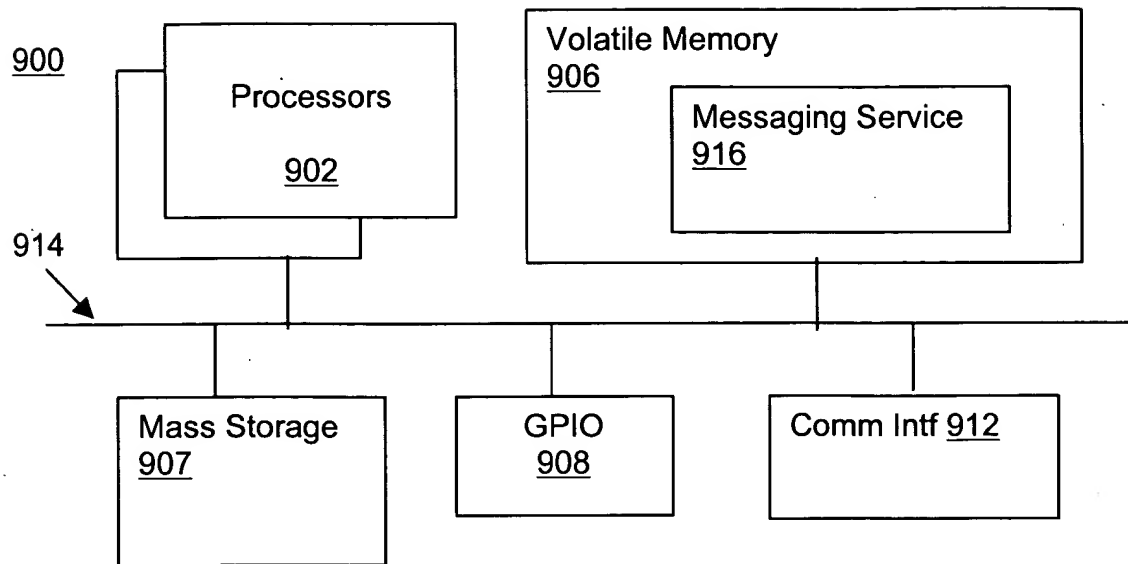 900
Processors
902
Volatile Memory
906
Messaging Service
916
914
Mass Storage
907
GPIO
908
Comm Intf 912